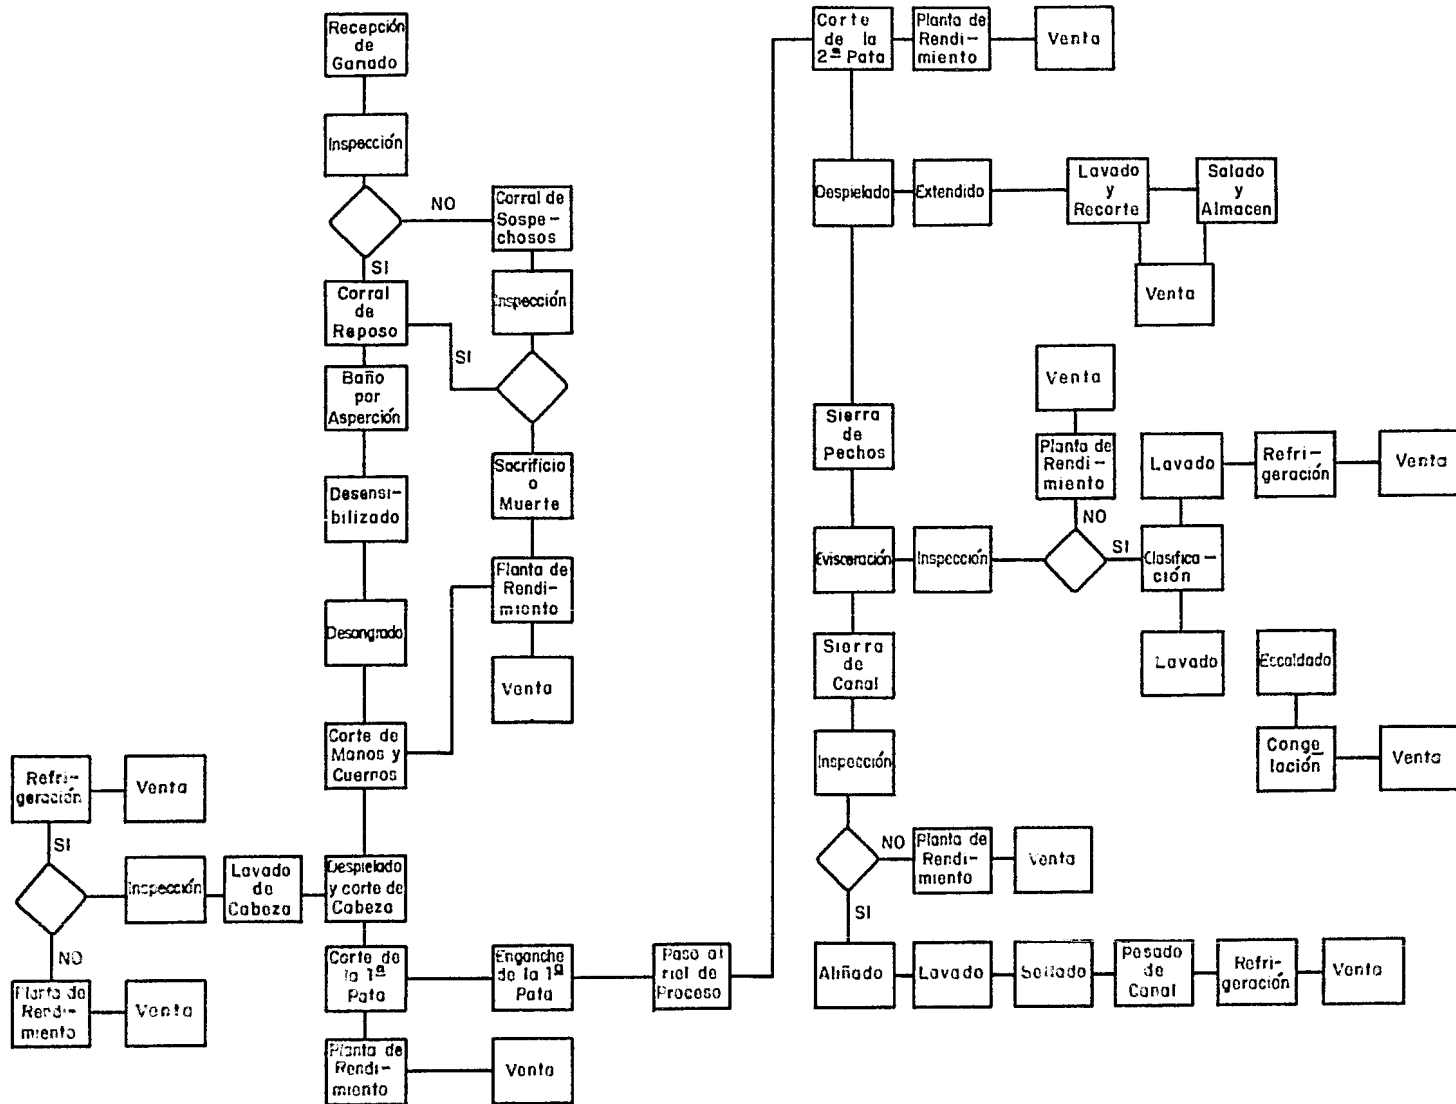 Recepción
de
Ganado
Inspección
NO
SI
Corral de
Sospe-
chosos
Inspección
Corral
de
Reposo
SI
Baño
por
Asperción
Sacrificio
o
Muerte
Desensi-
bilizado
Planta de
Rendi-
miento
Desangrado
Venta
Corte de
Manos y
Cuernos
Refri-
geración
Venta
SI
Despielado
y corte de
Cabeza
Lavado
de
Cabeza
Inspección
NO
Planta de
Rendi-
miento
Venta
Corte de
la 1ª
Pata
Enganche
de la 1ª
Pata
Paso al
riel de
Proceso
Planta de
Rendi-
miento
Venta
Corte
de la
2ª Pata
Planta de
Rendi-
miento
Venta
Despielado
Extendido
Lavado
y
Recorte
Salado
y
Almacen
Venta
Sierra
de
Pechos
Venta
Planta de
Rendi-
miento
NO
Lavado
Refri-
geración
Venta
Evisceración
Inspección
SI
Clasifica-
ción
Lavado
Escaldado
Conge-
lación
Venta
Sierra
de
Canal
Inspección
NO
Planta de
Rendi-
miento
Venta
SI
Aliñado
Lavado
Sellado
Pesado
de
Canal
Refri-
geración
Venta